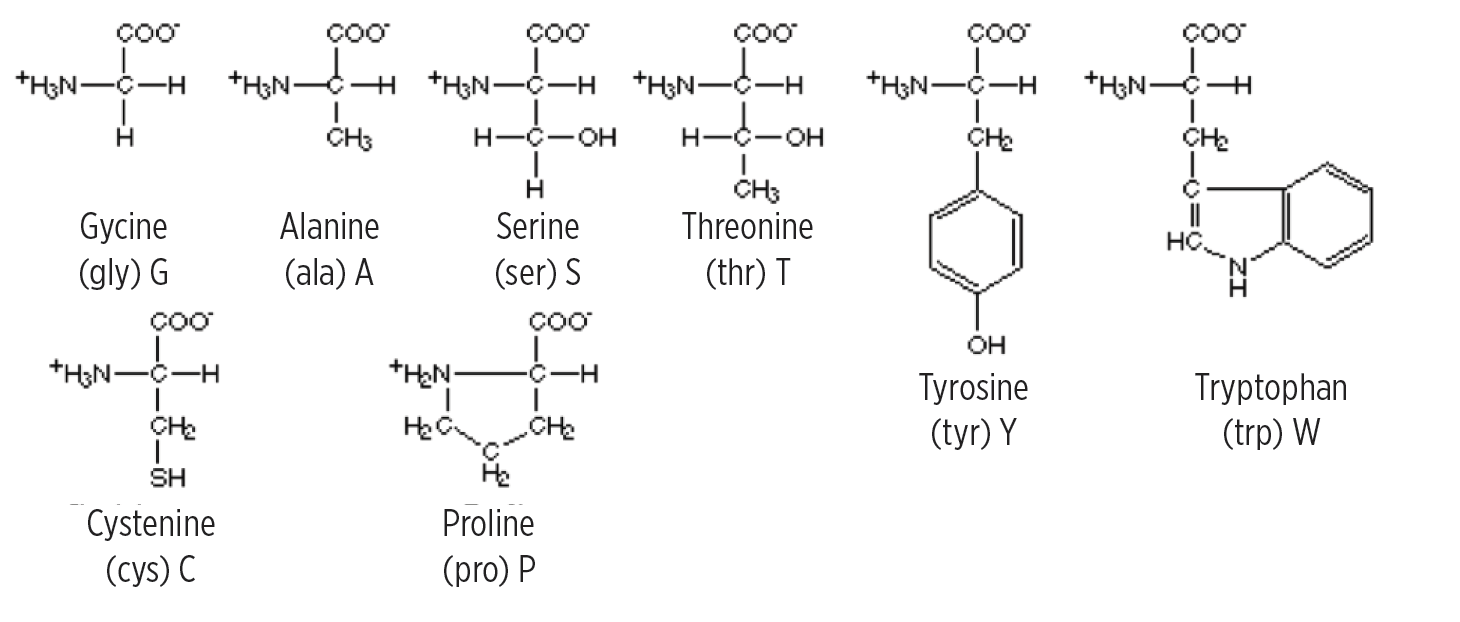 COO⁻ COO⁻ COO⁻ COO⁻ COO⁻ COO⁻
⁺H₃N—C—H ⁺H₃N—C—H ⁺H₃N—C—H ⁺H₃N—C—H ⁺H₃N—C—H ⁺H₃N—C—H
H CH₃ H—C—OH H—C—OH CH₂ CH₂
H CH₃ C
HC
N
H
OH
Gycine Alanine Serine Threonine
(gly) G (ala) A (ser) S (thr) T
Tyrosine Tryptophan
(tyr) Y (trp) W
COO⁻ COO⁻
⁺H₃N—C—H ⁺H₂N—C—H
CH₂ H₂C CH₂
C
SH H₂
Cystenine Proline
(cys) C (pro) P